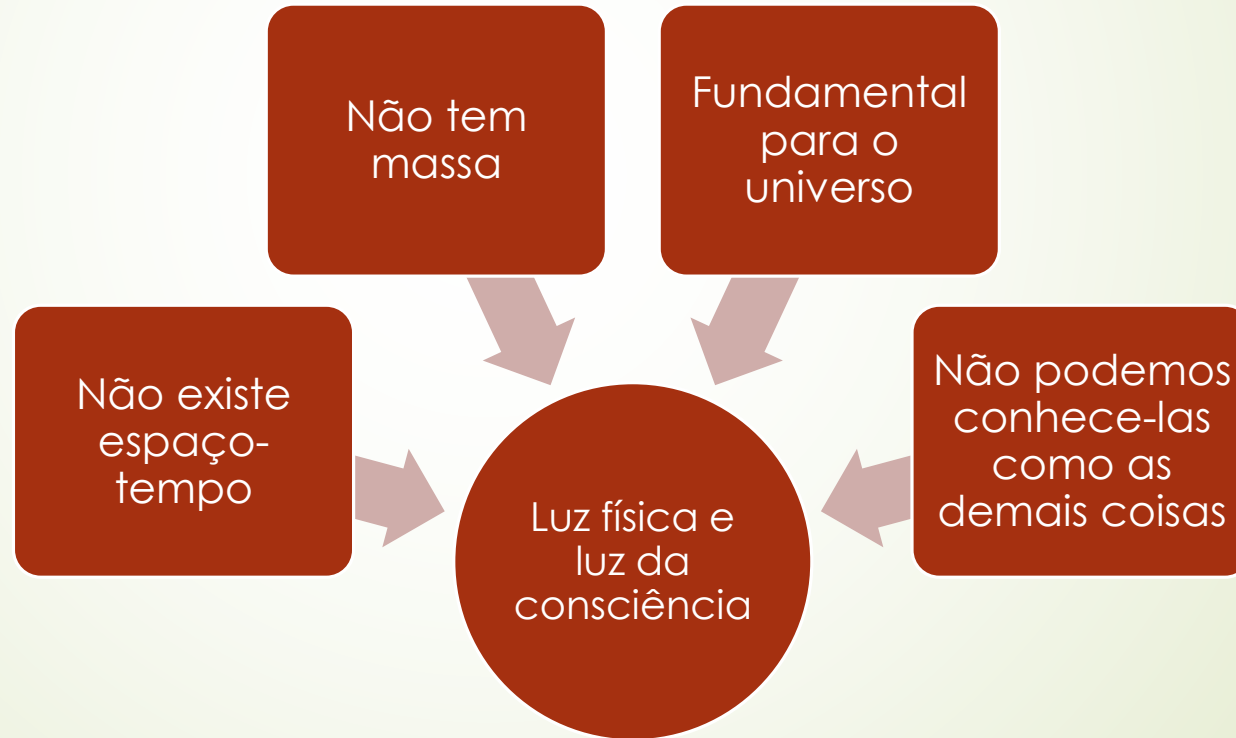 Não tem
massa
Fundamental
para o
universo
Não existe
espaço-
tempo
Não podemos
conhece-las
como as
demais coisas
Luz física e
luz da
consciência